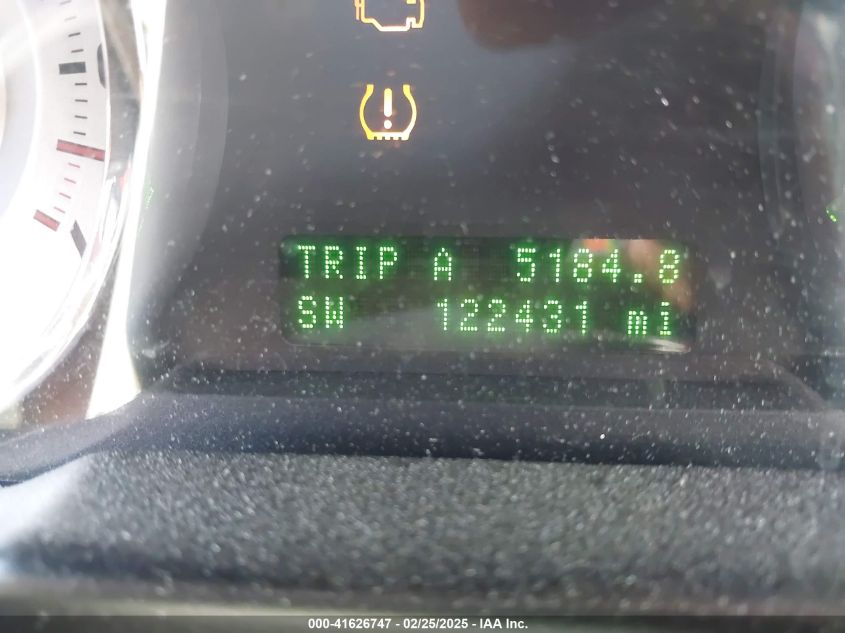 TRIP A 5184.8
SW 122431 mi
000-41626747 - 02/25/2025 - IAA Inc.